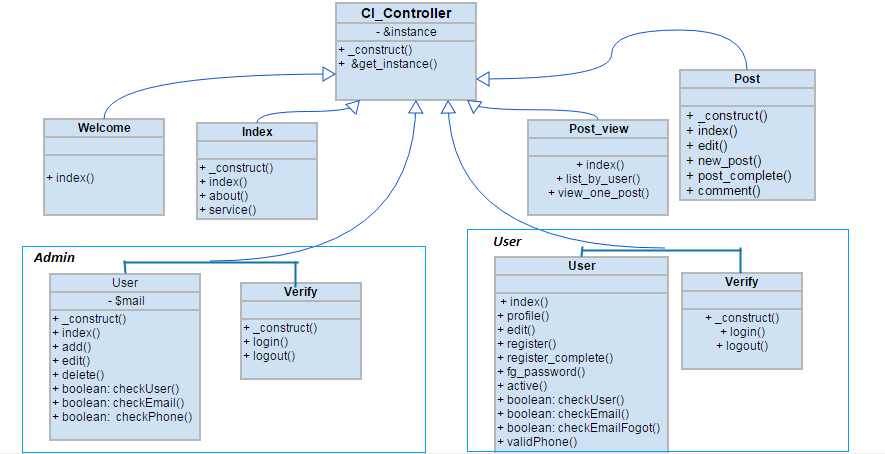 CI_Controller
- &instance
+ _construct()
+ &get_instance()
Welcome
+ index()
Index
+ _construct()
+ index()
+ about()
+ service()
Post_view
+ index()
+ list_by_user()
+ view_one_post()
Post
+ _construct()
+ index()
+ edit()
+ new_post()
+ post_complete()
+ comment()
Admin
User
- $mail
+ _construct()
+ index()
+ add()
+ edit()
+ delete()
+ boolean: checkUser()
+ boolean: checkEmail()
+ boolean: checkPhone()
Verify
+ _construct()
+ login()
+ logout()
User
User
+ index()
+ profile()
+ edit()
+ register()
+ register_complete()
+ fg_password()
+ active()
+ boolean: checkUser()
+ boolean: checkEmail()
+ boolean: checkEmailFogot()
+ validPhone()
Verify
+ _construct()
+ login()
+ logout()